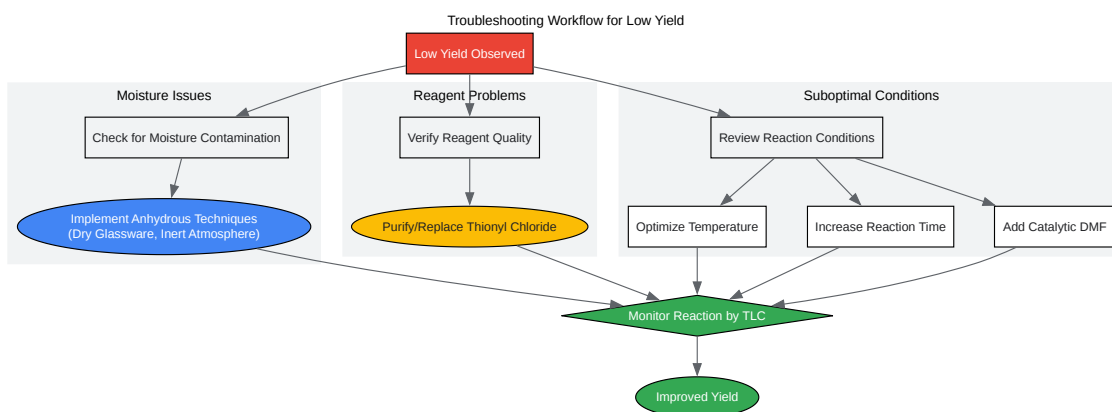 Troubleshooting Workflow for Low Yield
Low Yield Observed
Moisture Issues
Reagent Problems
Suboptimal Conditions
Check for Moisture Contamination
Verify Reagent Quality
Review Reaction Conditions
Implement Anhydrous Techniques
(Dry Glassware, Inert Atmosphere)
Purify/Replace Thionyl Chloride
Optimize Temperature
Increase Reaction Time
Add Catalytic DMF
Monitor Reaction by TLC
Improved Yield